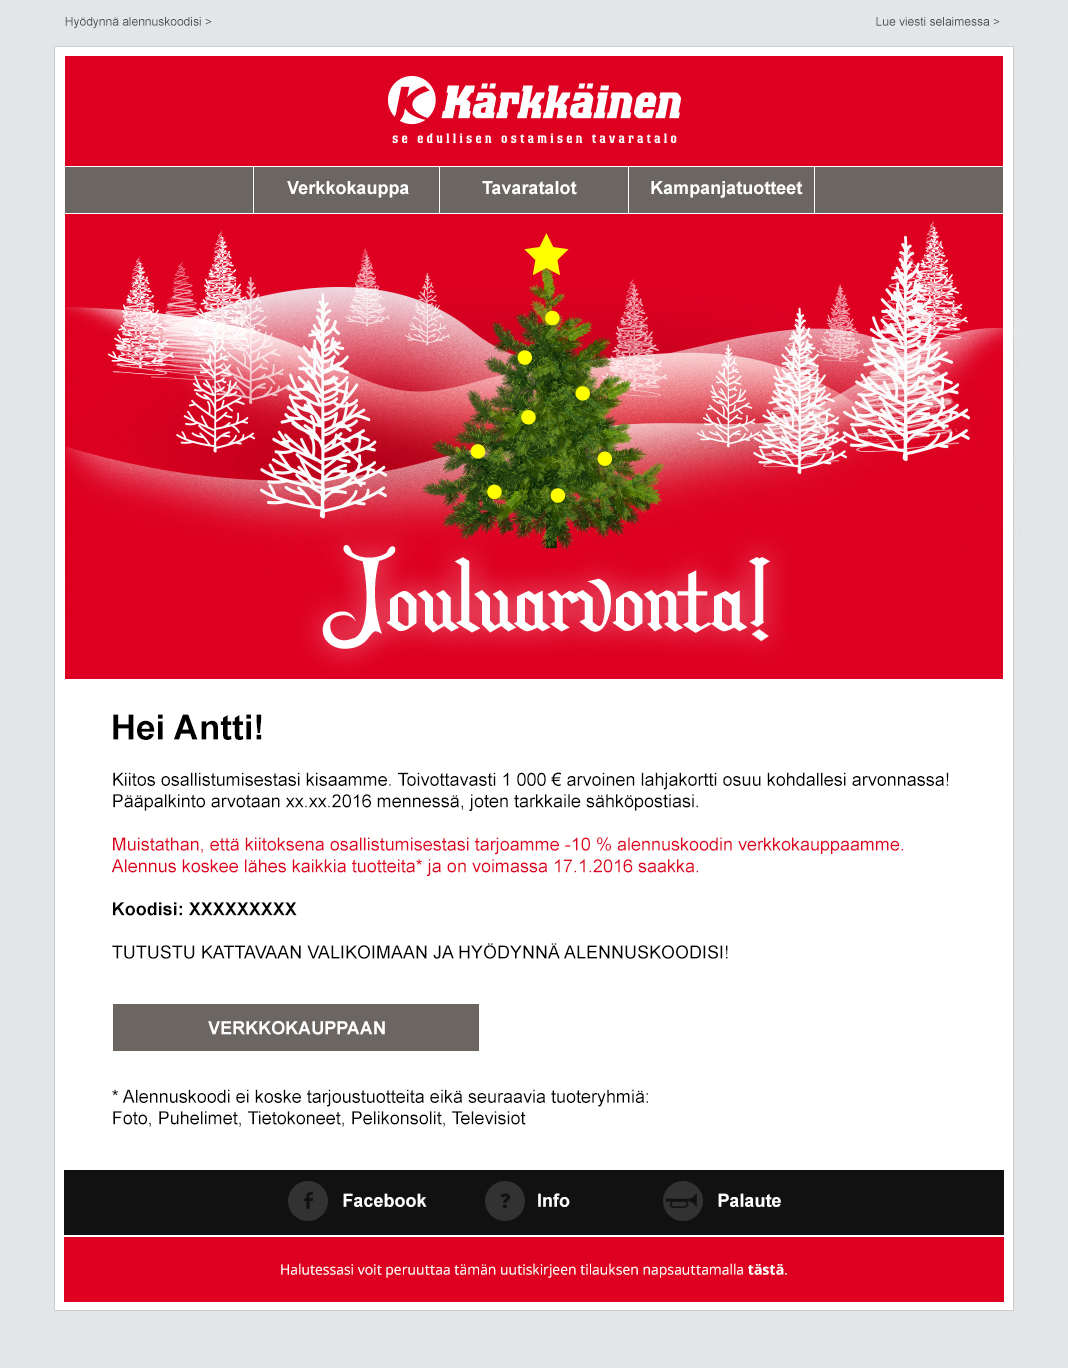 Hyödynnä alennuskoodisi >
Lue viesti selaimessa >
Kärkkäinen
se edullisen ostamisen tavaratalo
Verkkokauppa
Tavaratalot
Kampanjatuotteet
Jouluarvonta!
Hei Antti!
Kiitos osallistumisestasi kisaamme. Toivottavasti 1 000 € arvoinen lahjakortti osuu kohdallesi arvonnassa!
Pääpalkinto arvotaan xx.xx.2016 mennessä, joten tarkkaile sähköpostiasi.
Muistathan, että kiitoksena osallistumisestasi tarjoamme -10 % alennuskoodin verkkokauppaamme.
Alennus koskee lähes kaikkia tuotteita* ja on voimassa 17.1.2016 saakka.
Koodisi: XXXXXXXXX
TUTUSTU KATTAVAAN VALIKOIMAAN JA HYÖDYNNÄ ALENNUSKOODISI!
VERKKOKAUPPAAN
* Alennuskoodi ei koske tarjoustuotteita eikä seuraavia tuoteryhmiä:
Foto, Puhelimet, Tietokoneet, Pelikonsolit, Televisiot
Facebook
Info
Palaute
Halutessasi voit peruuttaa tämän uutiskirjeen tilauksen napsauttamalla tästä.